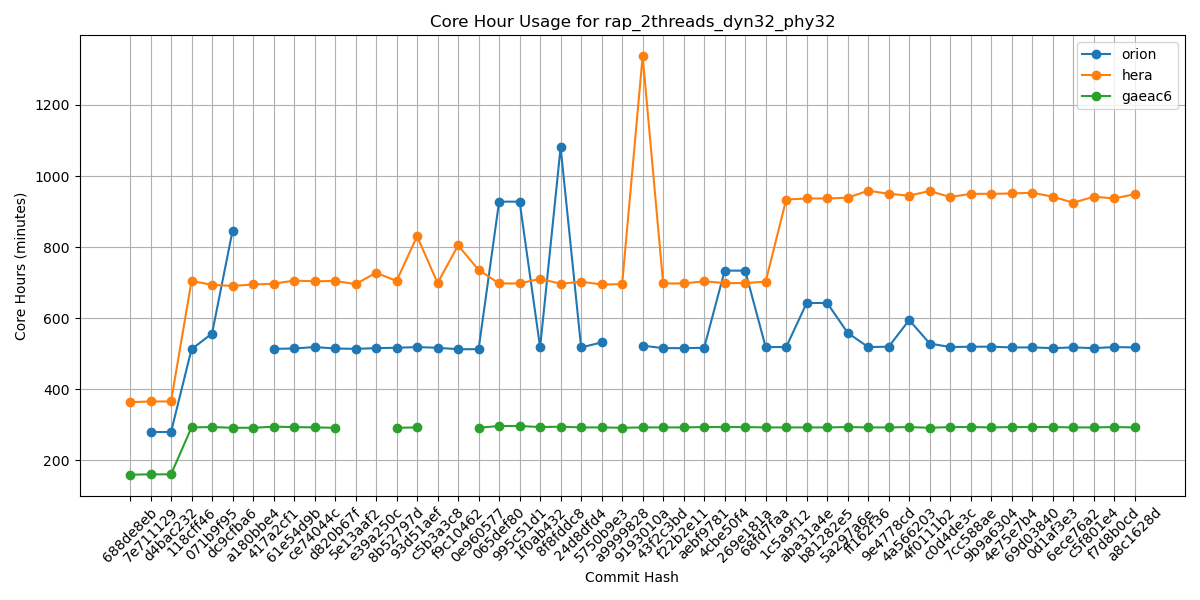 Core Hour Usage for rap_2threads_dyn32_phy32
orion
hera
gaeac6
Core Hours (minutes)
1200
1000
800
600
400
200
688de8eb
7e711129
d4bac232
118cff46
071b9f95
dc9cfba6
a180bbe4
417a2cf1
61e54d9b
ce74044c
d820b67f
5e13aaf2
e39a250c
8b52797d
93d51aef
c5b3a3c8
f9c10462
0e960577
065def80
995c51d1
1f0ab432
8f8fddc8
24d8dfd4
5750b9e3
a9999828
9193010a
43f2c3bd
f22b2e11
aebf9781
4cbe50f4
269e181a
68fd7faa
1c5a9f12
aba31a4e
b81282e5
5a297a6e
ff162f36
9e4778cd
4a566203
4f0111b2
c0d4de3c
7cc588ae
9b9a6304
4e75e7b4
69d03840
0d1af3e3
6ece76a2
c5f801e4
f7d8b0cd
a8c1628d
Commit Hash